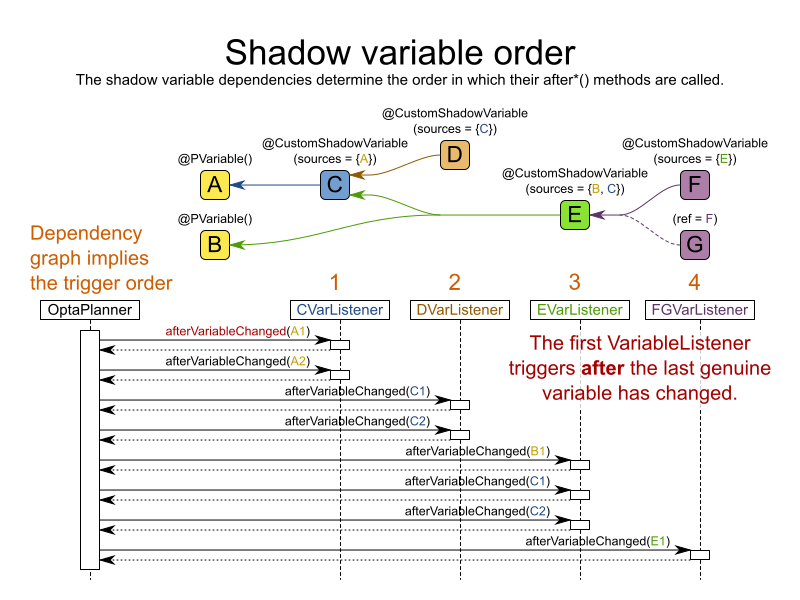 Shadow variable order
The shadow variable dependencies determine the order in which their after*() methods are called.
@CustomShadowVariable
(sources = {C})
D
@PVariable()
A
@CustomShadowVariable
(sources = {A})
C
@CustomShadowVariable
(sources = {B, C})
E
@CustomShadowVariable
(sources = {E})
F
@PVariable()
B
(ref = F)
G
Dependency
graph implies
the trigger order
1
2
3
4
OptaPlanner
CVarListener
DVarListener
EVarListener
FGVarListener
The first VariableListener
triggers after the last genuine
variable has changed.
afterVariableChanged(A1)
afterVariableChanged(A2)
afterVariableChanged(C1)
afterVariableChanged(C2)
afterVariableChanged(B1)
afterVariableChanged(C1)
afterVariableChanged(C2)
afterVariableChanged(E1)